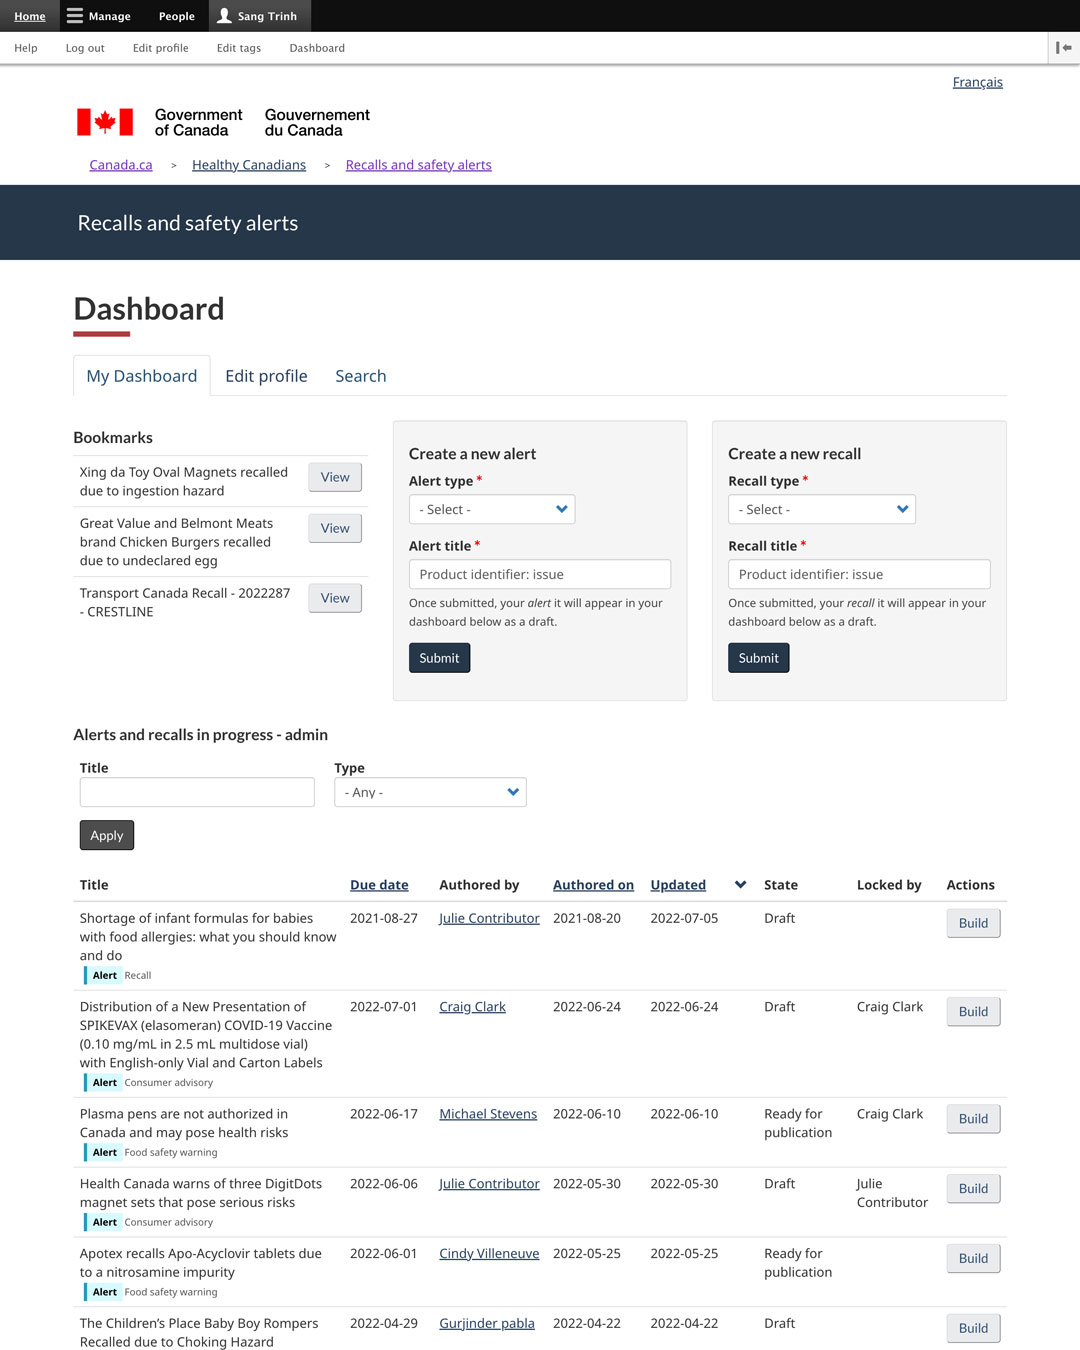 Home Manage People Sang Trinh
Help Log out Edit profile Edit tags Dashboard
Français
Government of Canada
Gouvernement du Canada
Canada.ca > Healthy Canadians > Recalls and safety alerts
Recalls and safety alerts
Dashboard
My Dashboard Edit profile Search
Bookmarks
Xing da Toy Oval Magnets recalled
due to ingestion hazard
View
Great Value and Belmont Meats
brand Chicken Burgers recalled
due to undeclared egg
View
Transport Canada Recall - 2022287
- CRESTLINE
View
Create a new alert
Alert type *
- Select -
Alert title *
Product identifier: issue
Once submitted, your alert it will appear in your
dashboard below as a draft.
Submit
Create a new recall
Recall type *
- Select -
Recall title *
Product identifier: issue
Once submitted, your recall it will appear in your
dashboard below as a draft.
Submit
Alerts and recalls in progress - admin
Title Type
- Any -
Apply
Title Due date Authored by Authored on Updated State Locked by Actions
Shortage of infant formulas for babies
with food allergies: what you should know
and do
Alert Recall
2021-08-27 Julie Contributor 2021-08-20 2022-07-05 Draft Build
Distribution of a New Presentation of
SPIKEVAX (elasomeran) COVID-19 Vaccine
(0.10 mg/mL in 2.5 mL multidose vial)
with English-only Vial and Carton Labels
Alert Consumer advisory
2022-07-01 Craig Clark 2022-06-24 2022-06-24 Draft Craig Clark Build
Plasma pens are not authorized in
Canada and may pose health risks
Alert Food safety warning
2022-06-17 Michael Stevens 2022-06-10 2022-06-10 Ready for
publication
Craig Clark Build
Health Canada warns of three DigitDots
magnet sets that pose serious risks
Alert Consumer advisory
2022-06-06 Julie Contributor 2022-05-30 2022-05-30 Draft Julie
Contributor
Build
Apotex recalls Apo-Acyclovir tablets due
to a nitrosamine impurity
Alert Food safety warning
2022-06-01 Cindy Villeneuve 2022-05-25 2022-05-25 Ready for
publication
Build
The Children's Place Baby Boy Rompers
Recalled due to Choking Hazard
2022-04-29 Gurjinder pabla 2022-04-22 2022-04-22 Draft Build